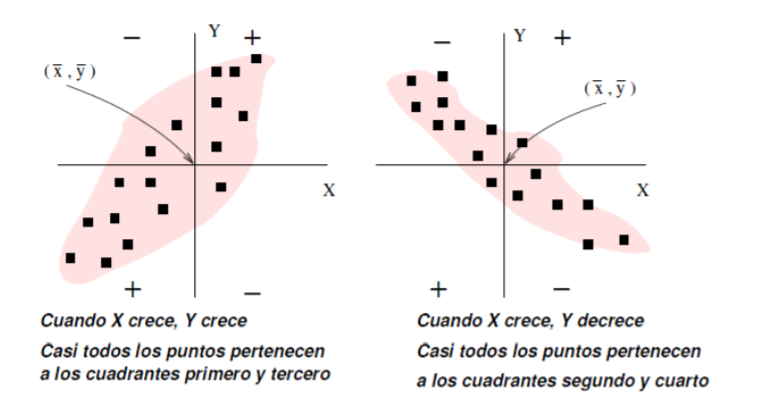 − Y +
(x̅ , y̅)
X
+ −
Cuando X crece, Y crece
Casi todos los puntos pertenecen
a los cuadrantes primero y tercero
− Y +
(x̅ , y̅)
X
+ −
Cuando X crece, Y decrece
Casi todos los puntos pertenecen
a los cuadrantes segundo y cuarto